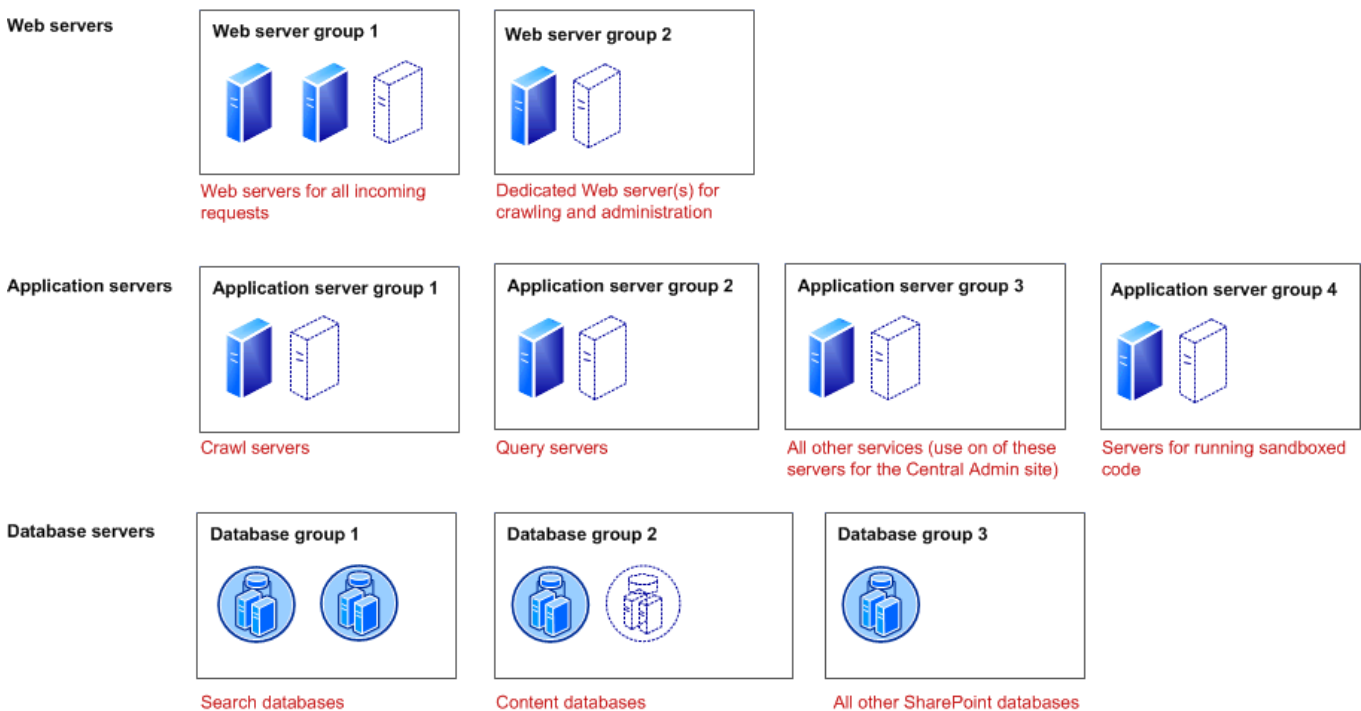 Web servers
Web server group 1
Web server group 2
Web servers for all incoming
requests
Dedicated Web server(s) for
crawling and administration
Application servers
Application server group 1
Application server group 2
Application server group 3
Application server group 4
Crawl servers
Query servers
All other services (use on of these
servers for the Central Admin site)
Servers for running sandboxed
code
Database servers
Database group 1
Database group 2
Database group 3
Search databases
Content databases
All other SharePoint databases